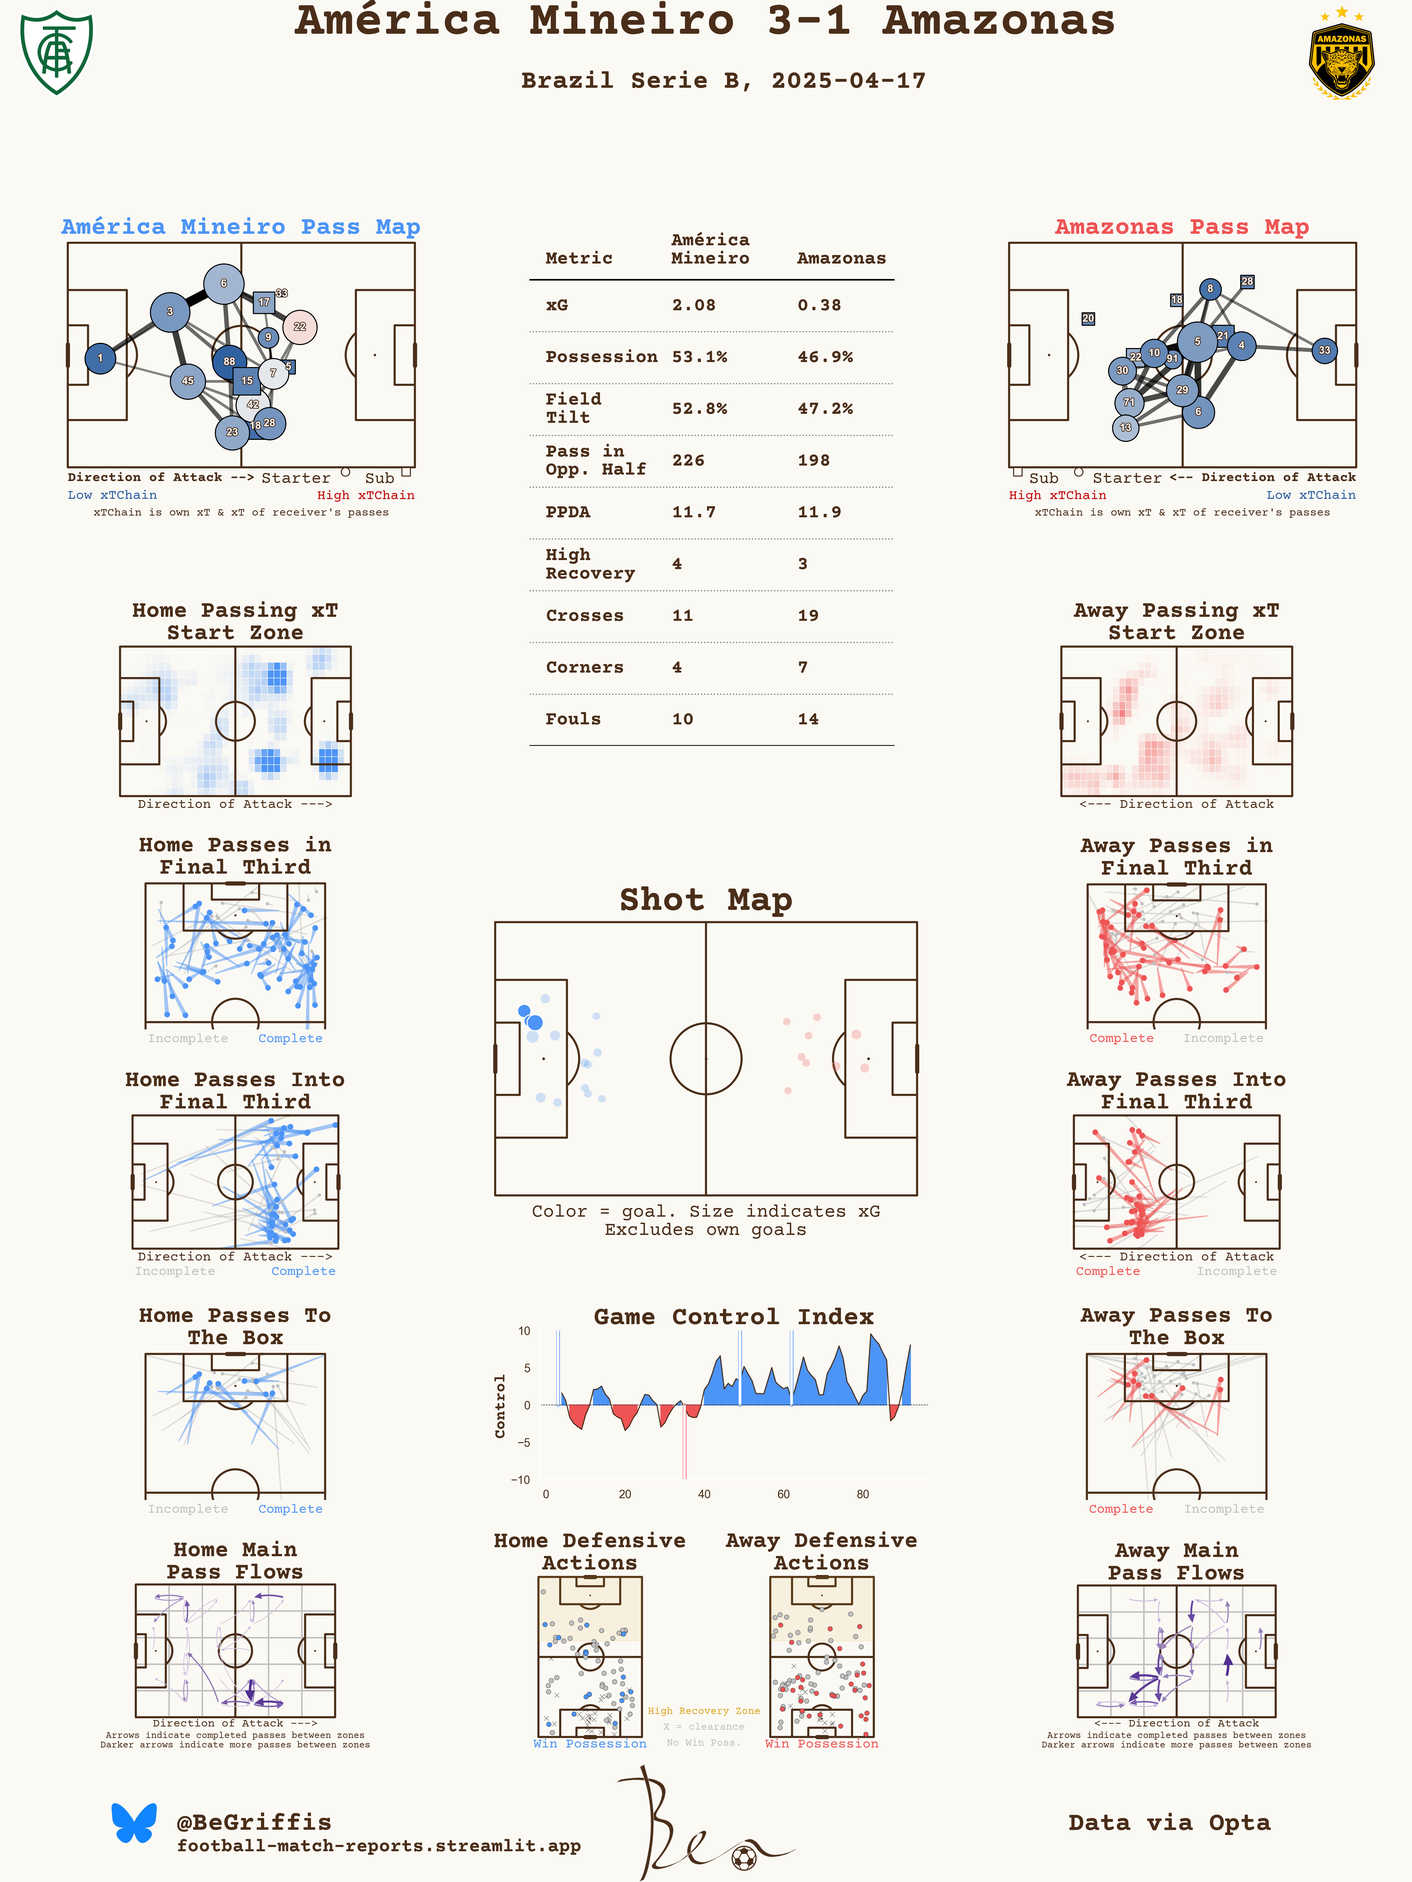 América Mineiro 3-1 Amazonas
Brazil Serie B, 2025-04-17
AMAZONAS
América Mineiro Pass Map
1
3
6
45
88
17
33
22
9
7
5
15
42
23
18
28
Direction of Attack --> Starter Sub
Low xTChain High xTChain
xTChain is own xT & xT of receiver's passes
Metric América Mineiro Amazonas
xG 2.08 0.38
Possession 53.1% 46.9%
Field Tilt 52.8% 47.2%
Pass in Opp. Half 226 198
PPDA 11.7 11.9
High Recovery 4 3
Crosses 11 19
Corners 4 7
Fouls 10 14
Amazonas Pass Map
20
18
8
28
22
10
91
5
21
4
33
30
71
29
6
13
Sub Starter <-- Direction of Attack
High xTChain Low xTChain
xTChain is own xT & xT of receiver's passes
Home Passing xT
Start Zone
Direction of Attack --->
Away Passing xT
Start Zone
<--- Direction of Attack
Home Passes in
Final Third
Incomplete Complete
Away Passes in
Final Third
Complete Incomplete
Shot Map
Color = goal. Size indicates xG
Excludes own goals
Home Passes Into
Final Third
Direction of Attack --->
Incomplete Complete
Away Passes Into
Final Third
<--- Direction of Attack
Complete Incomplete
Home Passes To
The Box
Incomplete Complete
Game Control Index
Control
10
5
0
−5
−10
0 20 40 60 80
Away Passes To
The Box
Complete Incomplete
Home Main
Pass Flows
Direction of Attack --->
Arrows indicate completed passes between zones
Darker arrows indicate more passes between zones
Home Defensive
Actions
Win Possession
High Recovery Zone
X = clearance
No Win Poss.
Away Defensive
Actions
Win Possession
Away Main
Pass Flows
<--- Direction of Attack
Arrows indicate completed passes between zones
Darker arrows indicate more passes between zones
@BeGriffis
football-match-reports.streamlit.app
Ben
Data via Opta